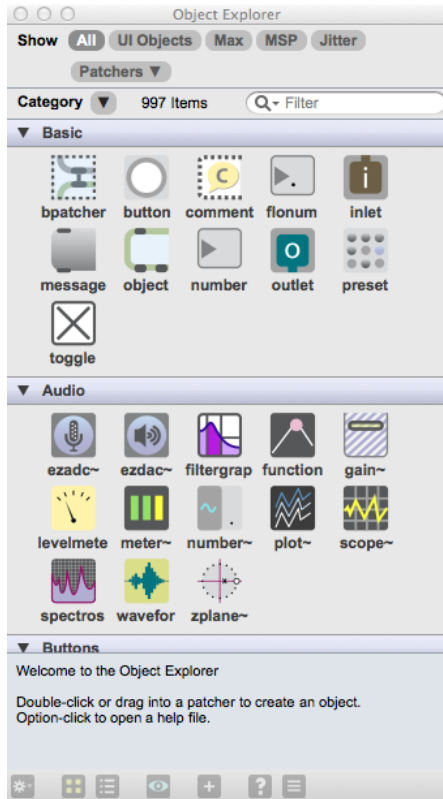 Object Explorer
Show All UI Objects Max MSP Jitter
Patchers ▼
Category ▼ 997 Items Filter
▼ Basic
bpatcher button comment flonum inlet
message object number outlet preset
toggle
▼ Audio
ezadc~ ezdac~ filtergrap function gain~
levelmete meter~ number~ plot~ scope~
spectros wavefor zplane~
▼ Buttons
Welcome to the Object Explorer
Double-click or drag into a patcher to create an object.
Option-click to open a help file.